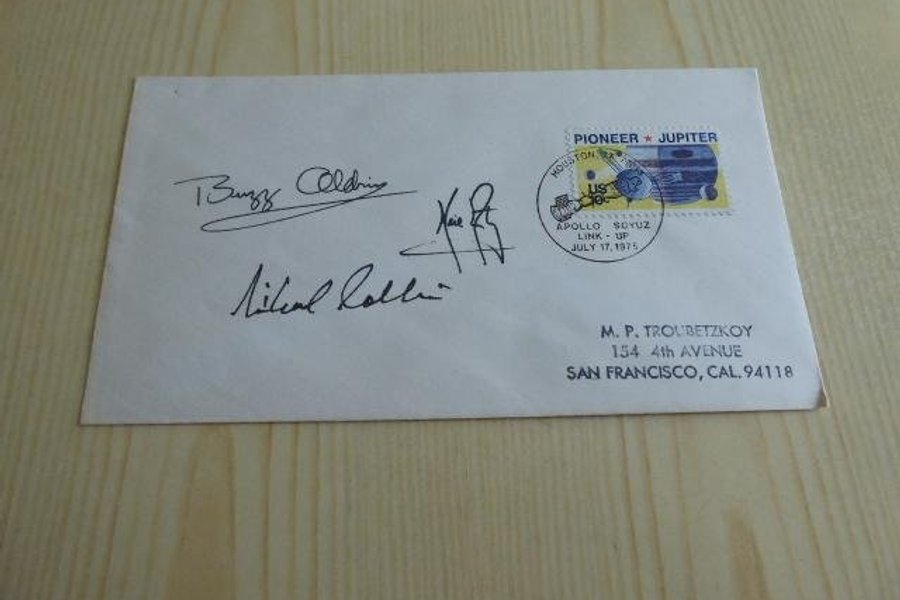 Buzz Aldrin
Michael Collins
PIONEER ★ JUPITER
US
10c
HOUSTON, TX
APOLLO SOYUZ
LINK - UP
JULY 17, 1975
M. P. TROUBETZKOY
154 4th AVENUE
SAN FRANCISCO, CAL. 94118